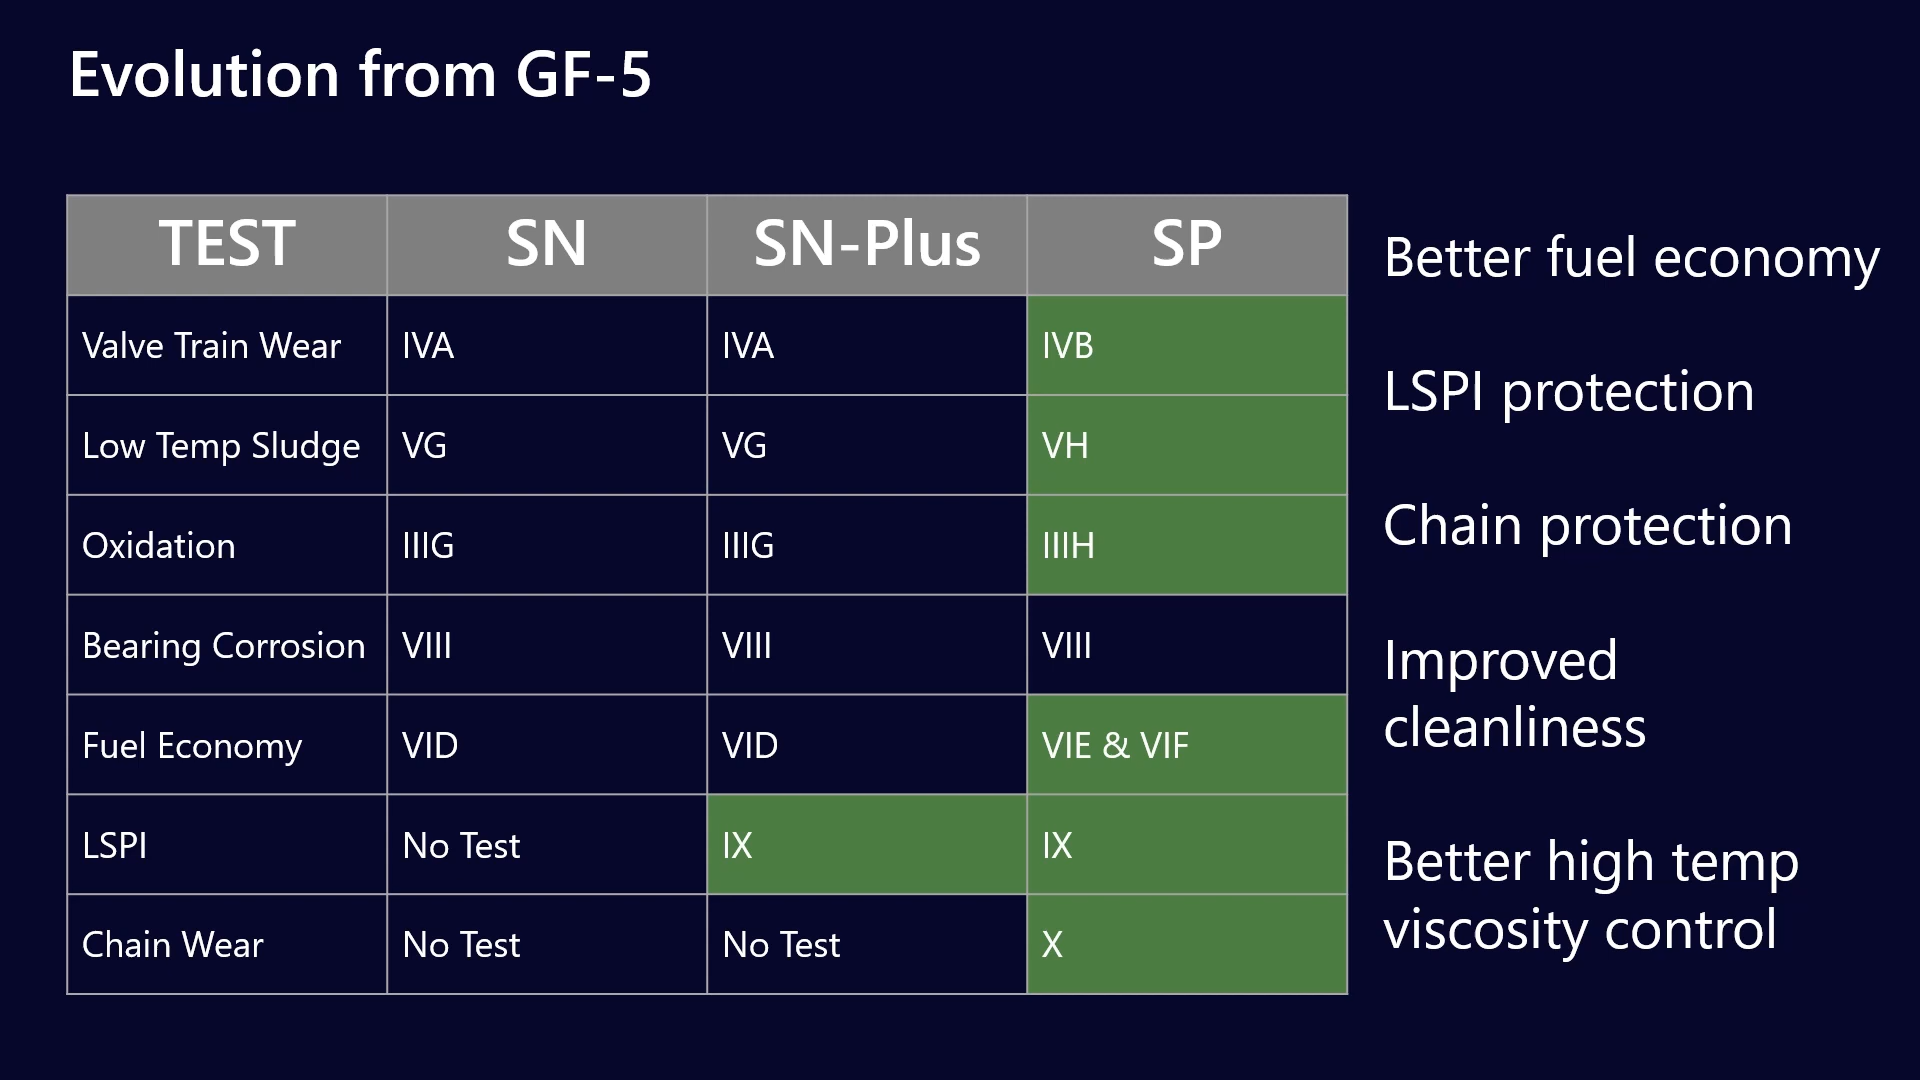 Evolution from GF-5
TEST SN SN-Plus SP
Valve Train Wear IVA IVA IVB
Low Temp Sludge VG VG VH
Oxidation IIIG IIIG IIIH
Bearing Corrosion VIII VIII VIII
Fuel Economy VID VID VIE & VIF
LSPI No Test IX IX
Chain Wear No Test No Test X
Better fuel economy
LSPI protection
Chain protection
Improved
cleanliness
Better high temp
viscosity control